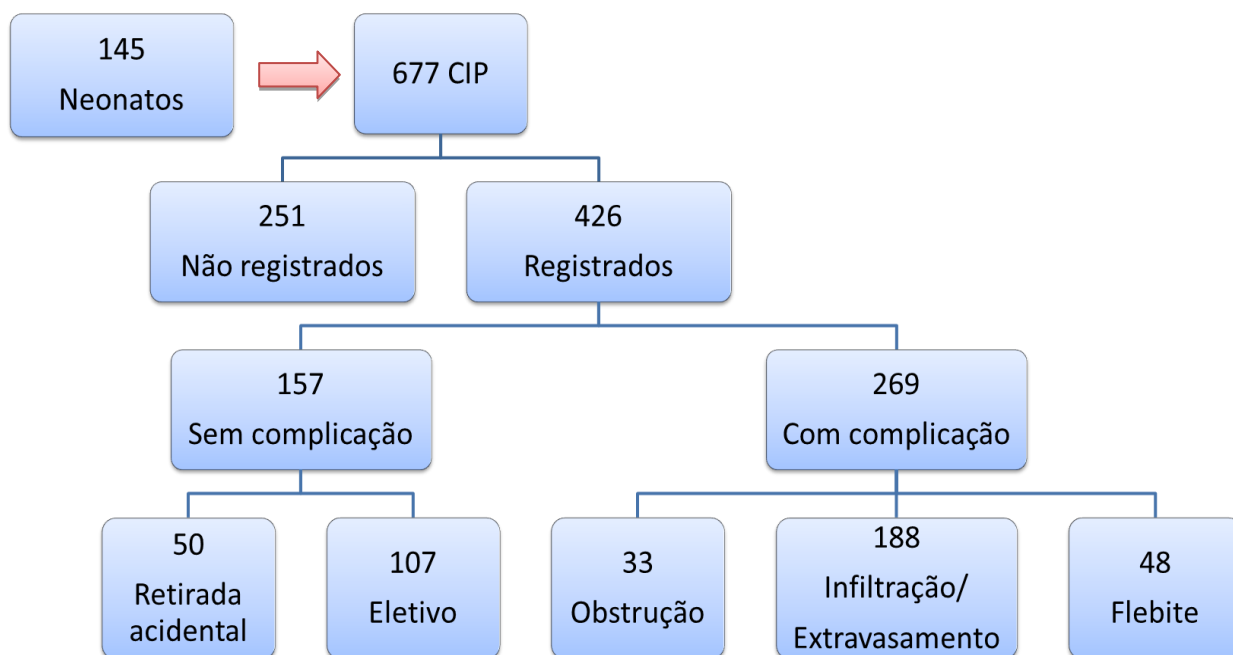 145
Neonatos
677 CIP
251
Não registrados
426
Registrados
157
Sem complicação
269
Com complicação
50
Retirada
acidental
107
Eletivo
33
Obstrução
188
Infiltração/
Extravasamento
48
Flebite